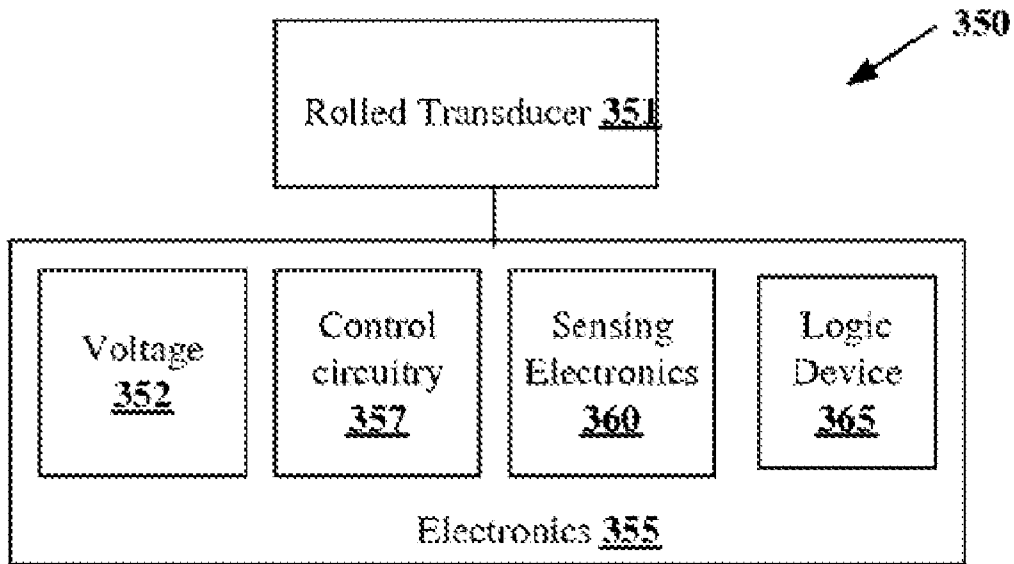 350
Rolled Transducer 351
Voltage
352
Control
circuitry
357
Sensing
Electronics
360
Logic
Device
365
Electronics 355